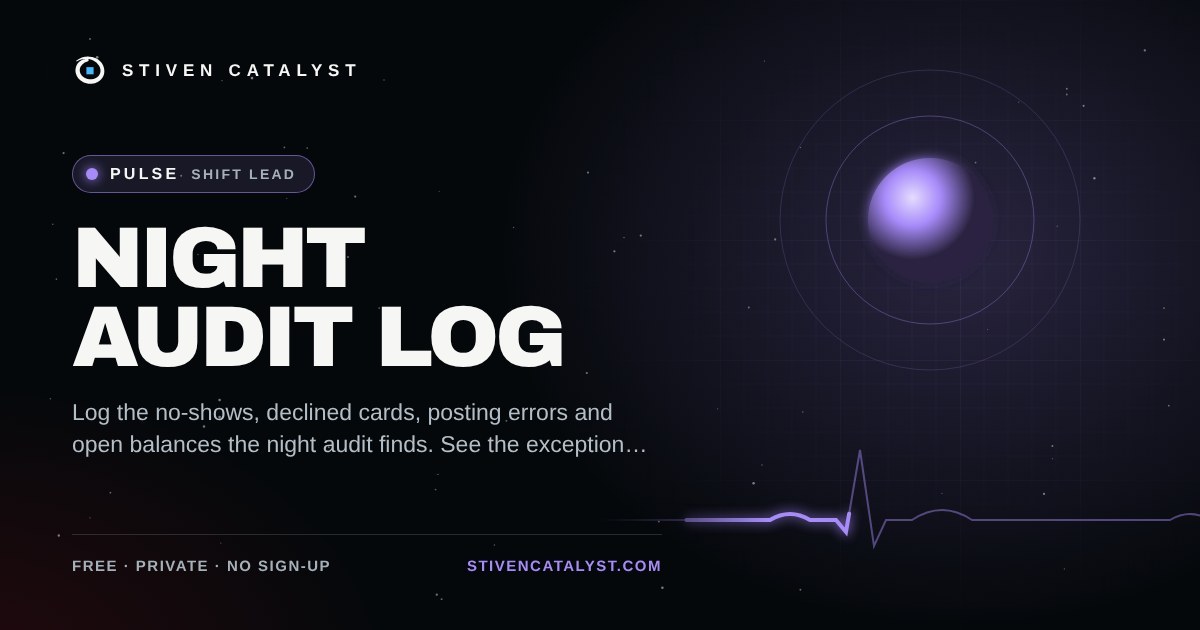 STIVEN CATALYST
PULSE · SHIFT LEAD
NIGHT
AUDIT LOG
Log the no-shows, declined cards, posting errors and
open balances the night audit finds. See the exception…
FREE · PRIVATE · NO SIGN-UP
STIVENCATALYST.COM